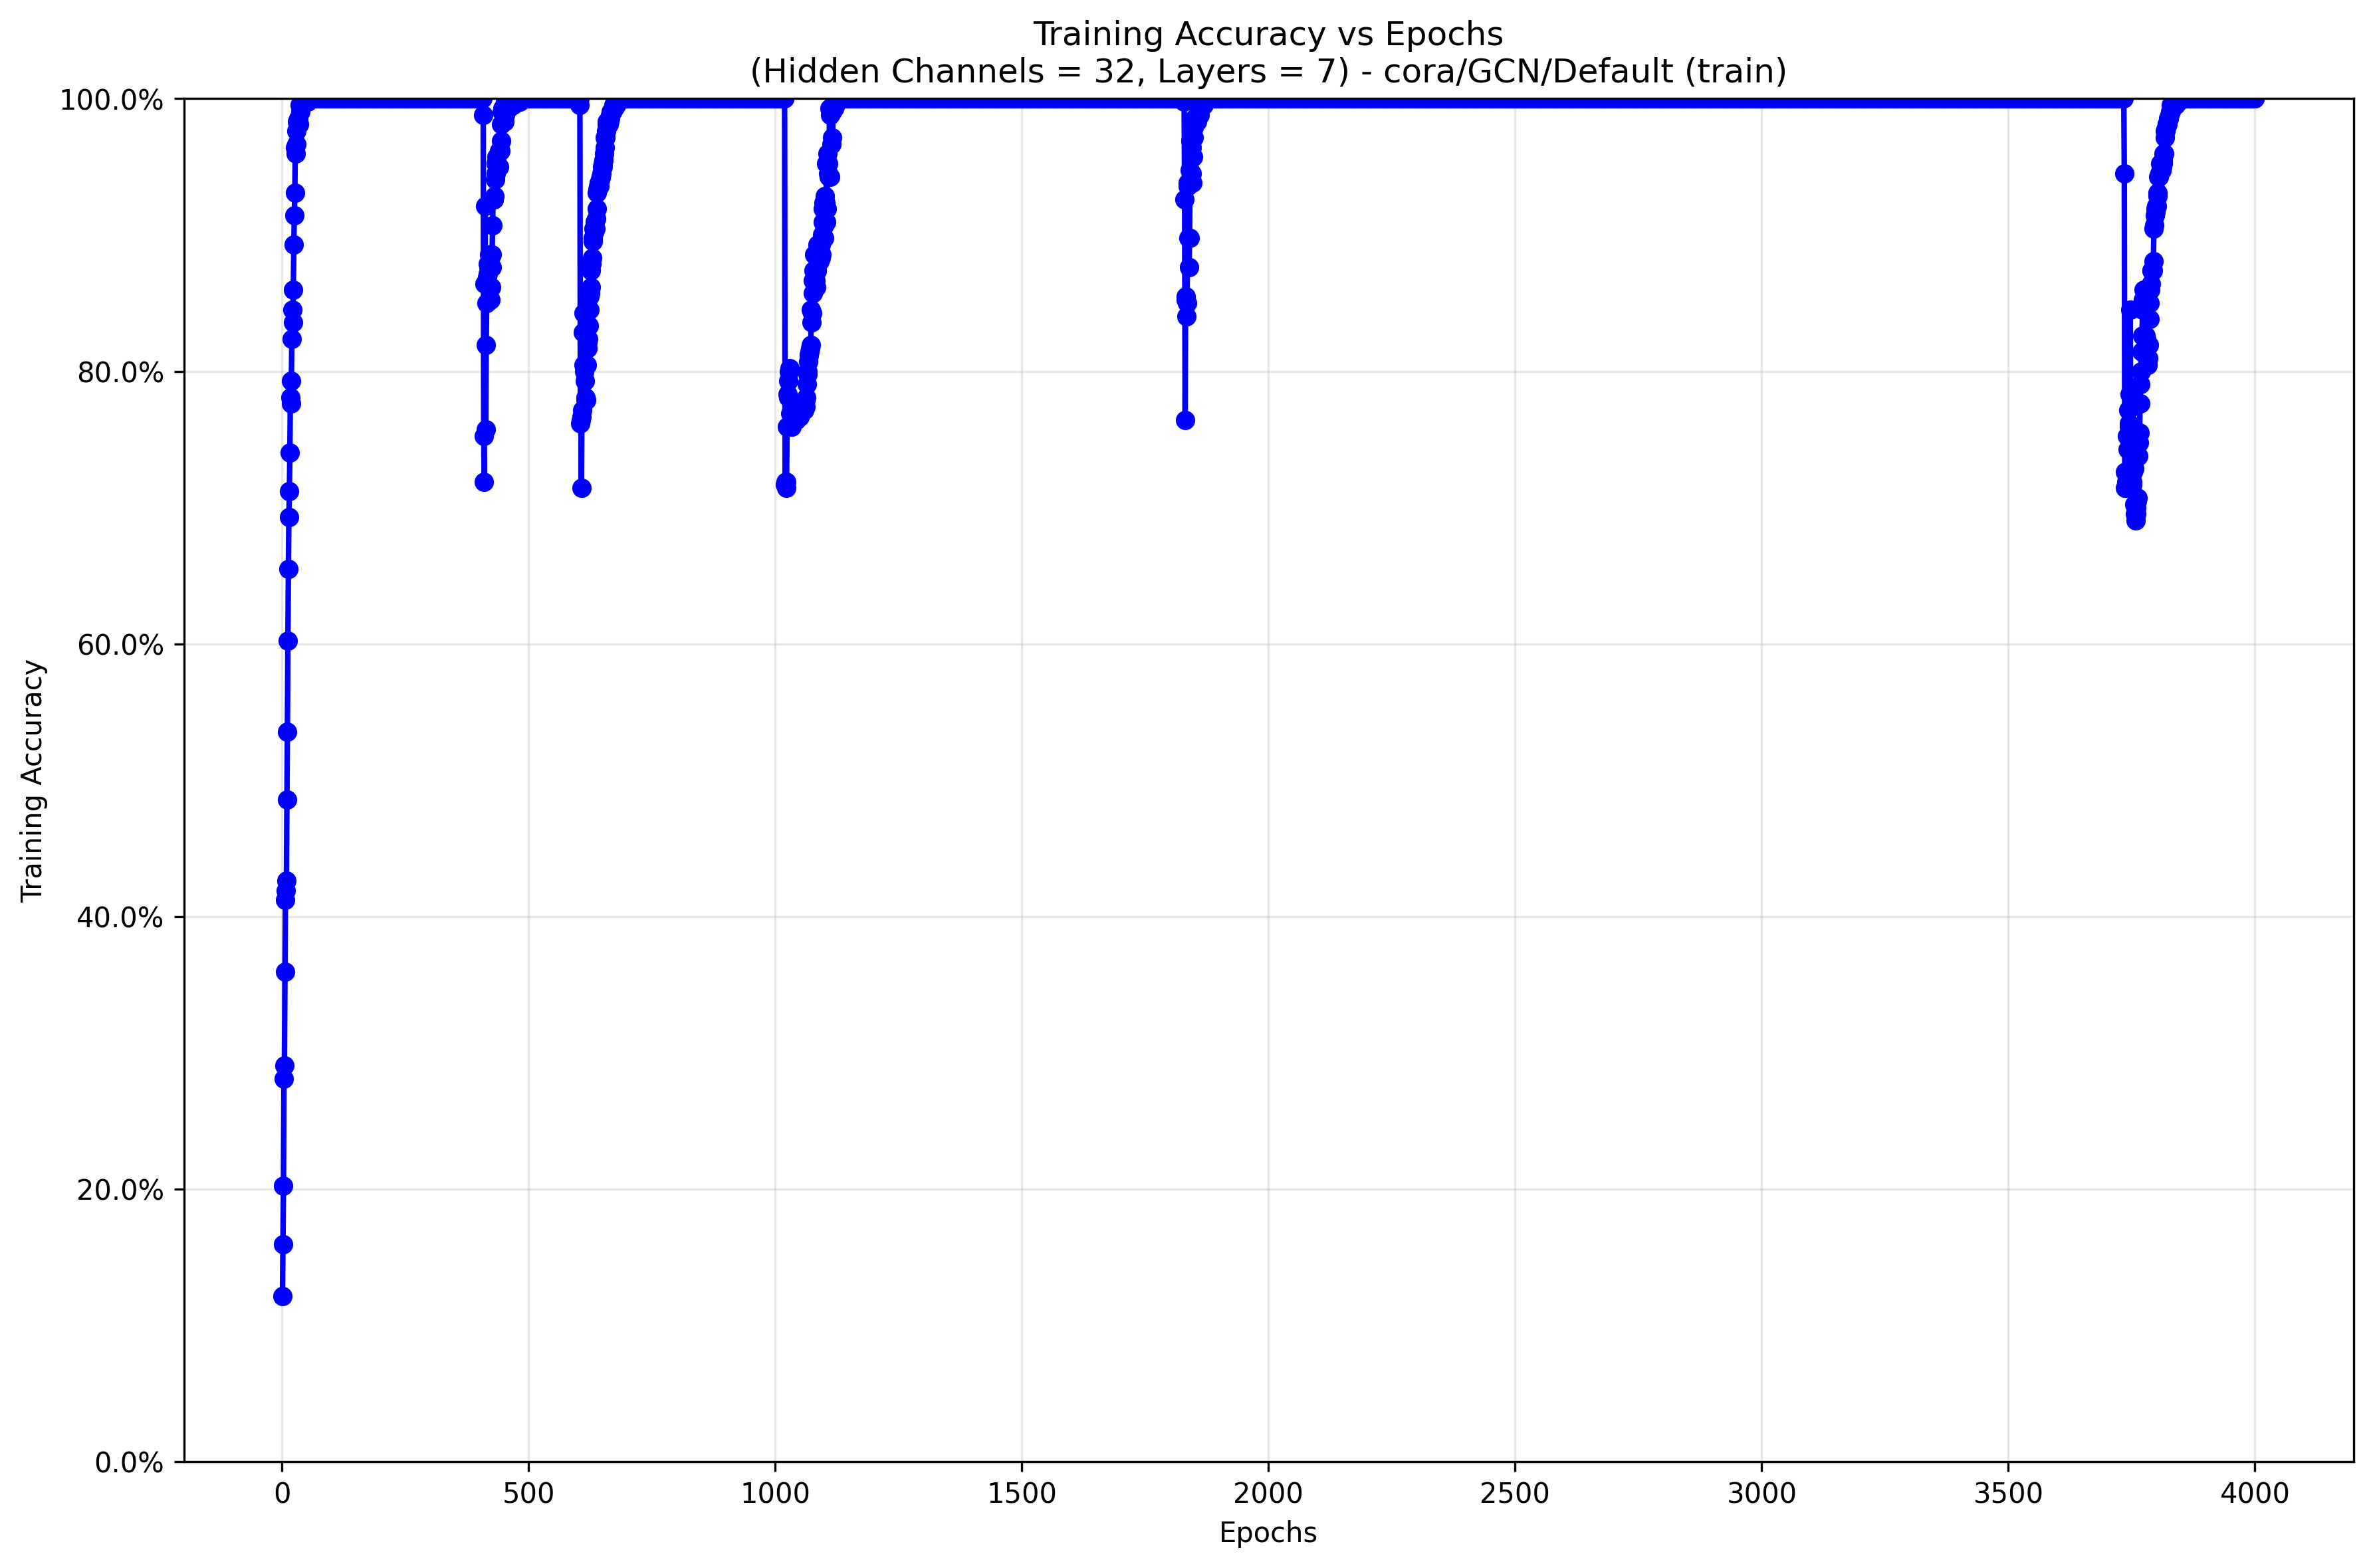 Training Accuracy vs Epochs
(Hidden Channels = 32, Layers = 7) - cora/GCN/Default (train)
Training Accuracy
100.0%
80.0%
60.0%
40.0%
20.0%
0.0%
0 500 1000 1500 2000 2500 3000 3500 4000
Epochs